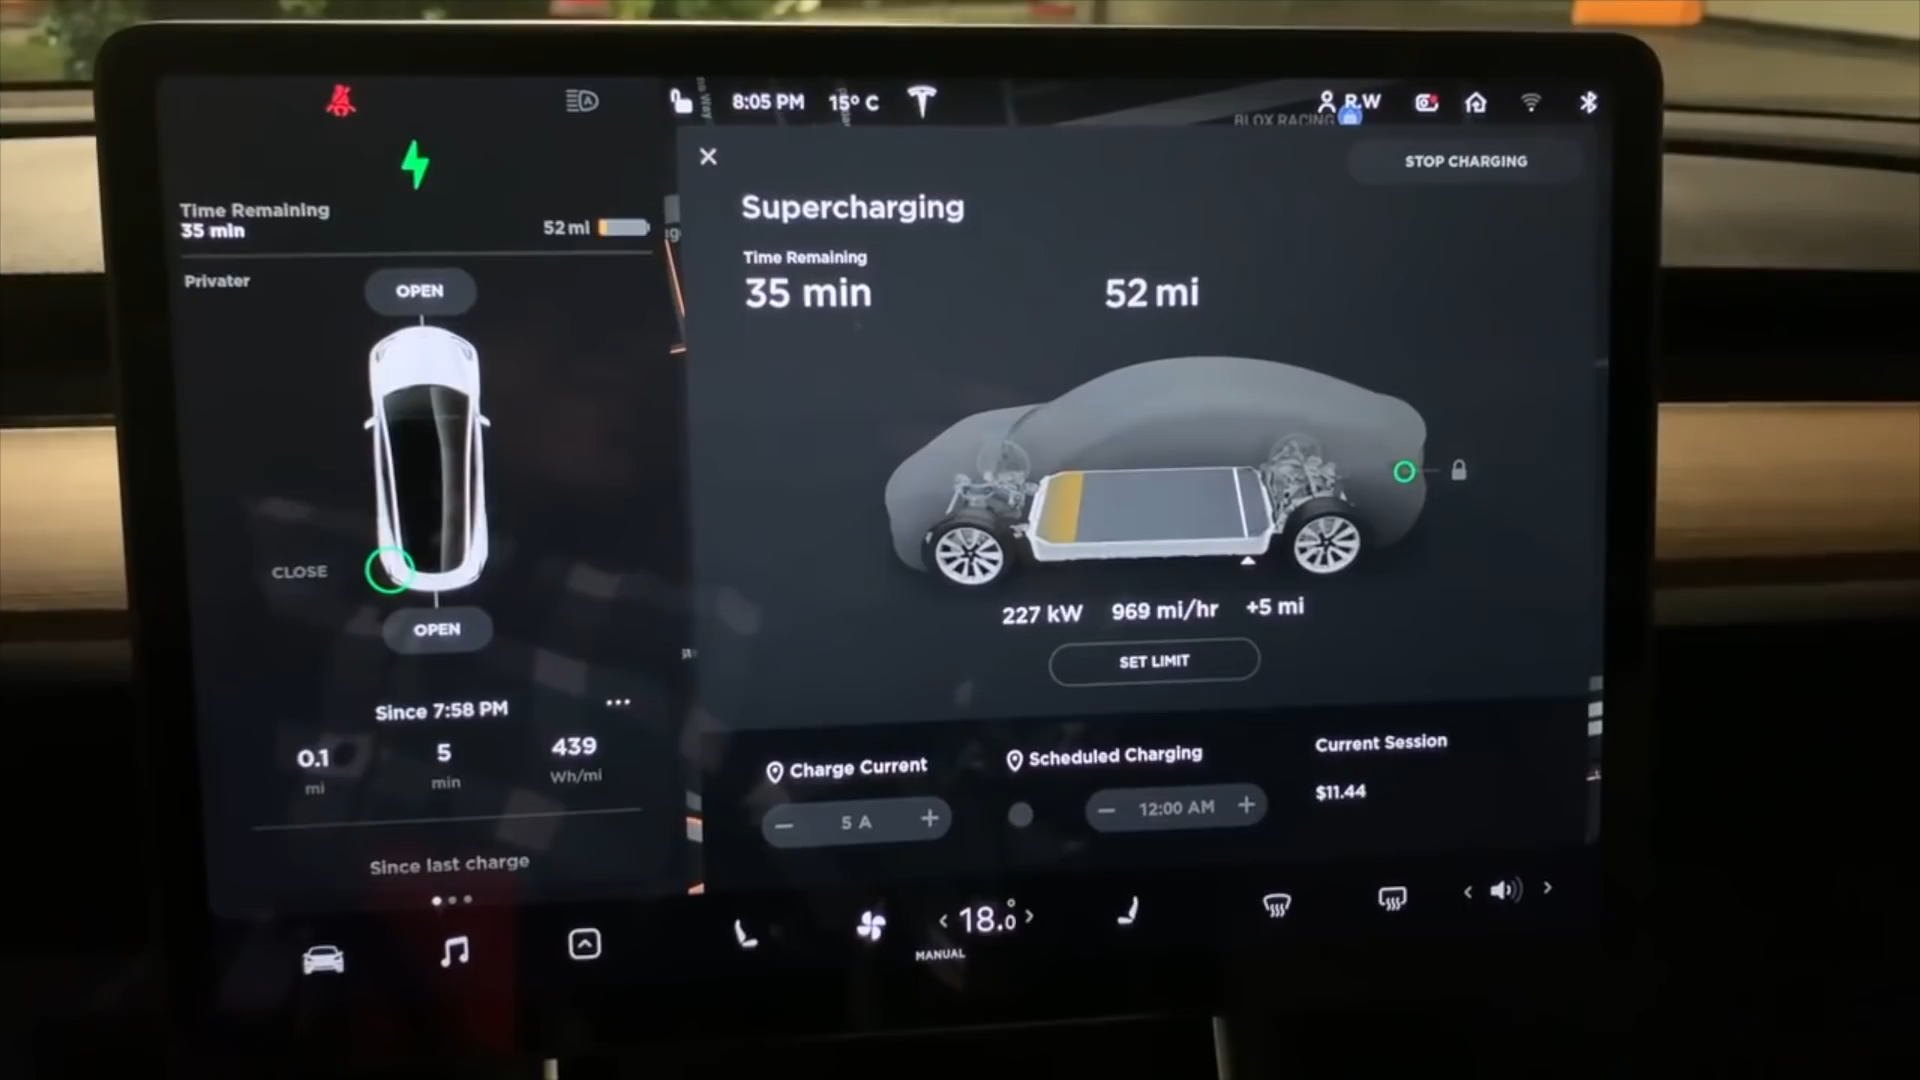 8:05 PM 15° C
R.W
BLOX RACING
Time Remaining
35 min
52 mi
Privater
OPEN
CLOSE
OPEN
Since 7:58 PM
0.1 5 439
mi min Wh/mi
Since last charge
STOP CHARGING
Supercharging
Time Remaining
35 min 52 mi
227 kW 969 mi/hr +5 mi
SET LIMIT
Charge Current Scheduled Charging Current Session
− 5 A + − 12:00 AM + $11.44
18.0°
MANUAL